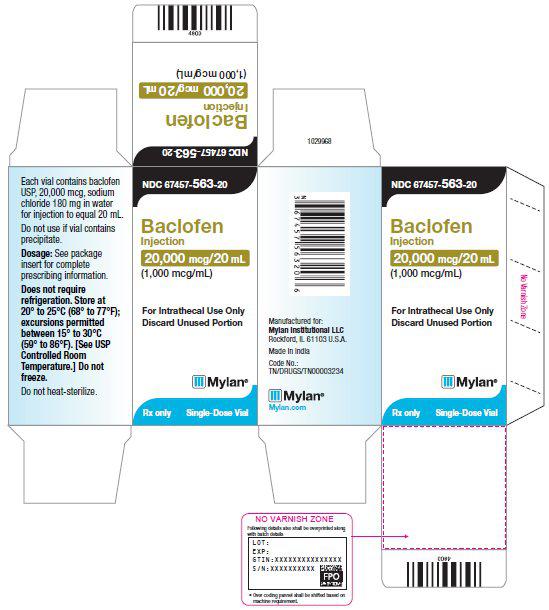 4803
Baclofen
Injection
20,000 mcg/20 mL
(1,000 mcg/mL)
NDC 67457-563-20
1029968
Each vial contains baclofen
USP, 20,000 mcg, sodium
chloride 180 mg in water
for injection to equal 20 mL.
Do not use if vial contains
precipitate.
Dosage: See package
insert for complete
prescribing information.
Does not require
refrigeration. Store at
20° to 25°C (68° to 77°F);
excursions permitted
between 15° to 30°C
(59° to 86°F). [See USP
Controlled Room
Temperature.] Do not
freeze.
Do not heat-sterilize.
NDC 67457-563-20
Baclofen
Injection
20,000 mcg/20 mL
(1,000 mcg/mL)
For Intrathecal Use Only
Discard Unused Portion
Mylan®
Rx only Single-Dose Vial
N 3 67457 56320 6
Manufactured for:
Mylan Institutional LLC
Rockford, IL 61103 U.S.A.
Made in India
Code No.:
TN/DRUGS/TN00003234
Mylan®
Mylan.com
NDC 67457-563-20
Baclofen
Injection
20,000 mcg/20 mL
(1,000 mcg/mL)
For Intrathecal Use Only
Discard Unused Portion
Mylan®
Rx only Single-Dose Vial
No Varnish Zone
NO VARNISH ZONE
Following details also shall be overprinted along
with batch details
LOT:
EXP:
GTIN:XXXXXXXXXXXXXX
S/N:XXXXXXXXXX
FPO
* Over coding pannel shall be shifted based on
machine requirement.
4803